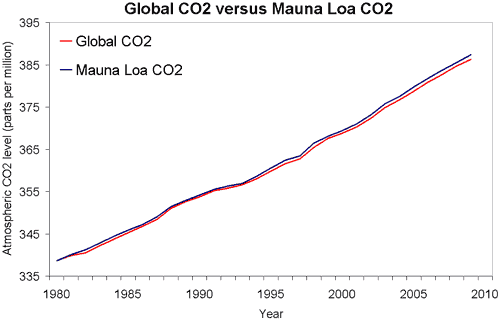 Global CO2 versus Mauna Loa CO2
395
385
375
365
355
345
335
Atmospheric CO2 level (parts per million)
Global CO2
Mauna Loa CO2
1980 1985 1990 1995 2000 2005 2010
Year